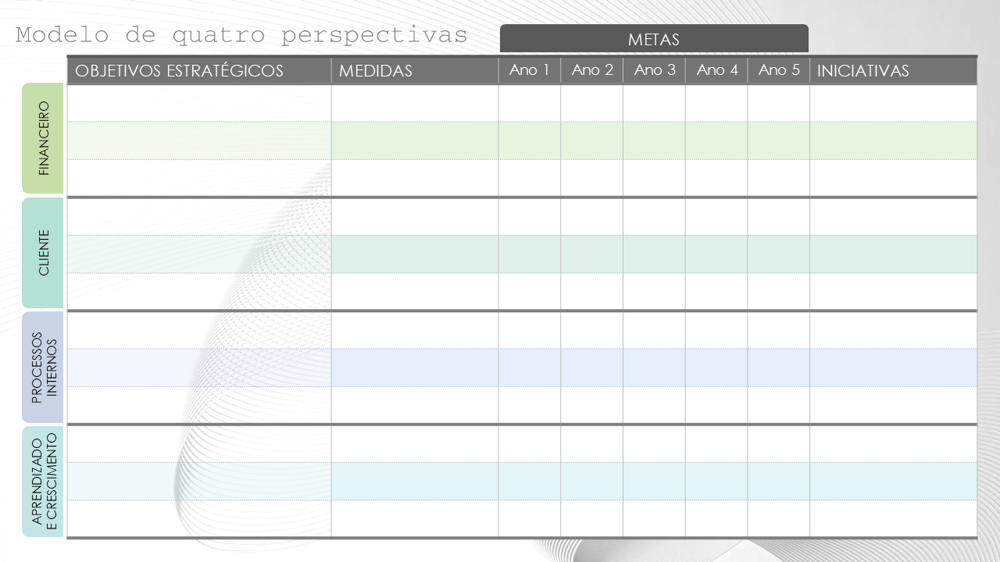 Modelo de quatro perspectivas
METAS
OBJETIVOS ESTRATÉGICOS MEDIDAS Ano 1 Ano 2 Ano 3 Ano 4 Ano 5 INICIATIVAS
FINANCEIRO
CLIENTE
PROCESSOS
INTERNOS
APRENDIZADO
E CRESCIMENTO